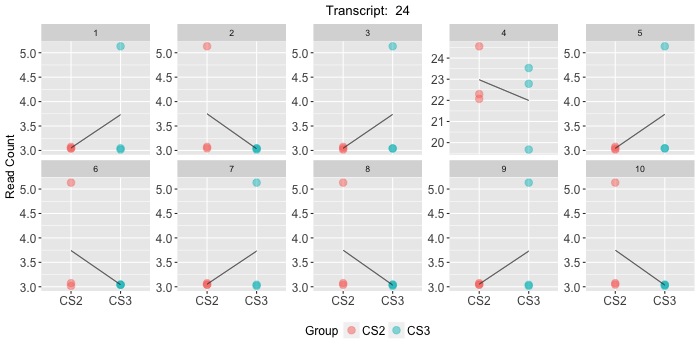 Transcript: 24
1 2 3 4 5
5.0 5.0 5.0 24 5.0
4.5 4.5 4.5 23 4.5
4.0 4.0 4.0 22 4.0
3.5 3.5 3.5 21 3.5
3.0 3.0 3.0 20 3.0
Read Count
6 7 8 9 10
5.0 5.0 5.0 5.0 5.0
4.5 4.5 4.5 4.5 4.5
4.0 4.0 4.0 4.0 4.0
3.5 3.5 3.5 3.5 3.5
3.0 3.0 3.0 3.0 3.0
CS2 CS3 CS2 CS3 CS2 CS3 CS2 CS3 CS2 CS3
Group CS2 CS3